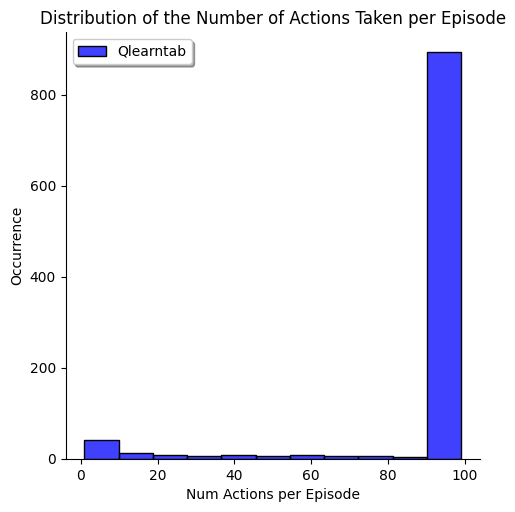 Distribution of the Number of Actions Taken per Episode
Qlearntab
800
600
400
200
0
Occurrence
0 20 40 60 80 100
Num Actions per Episode